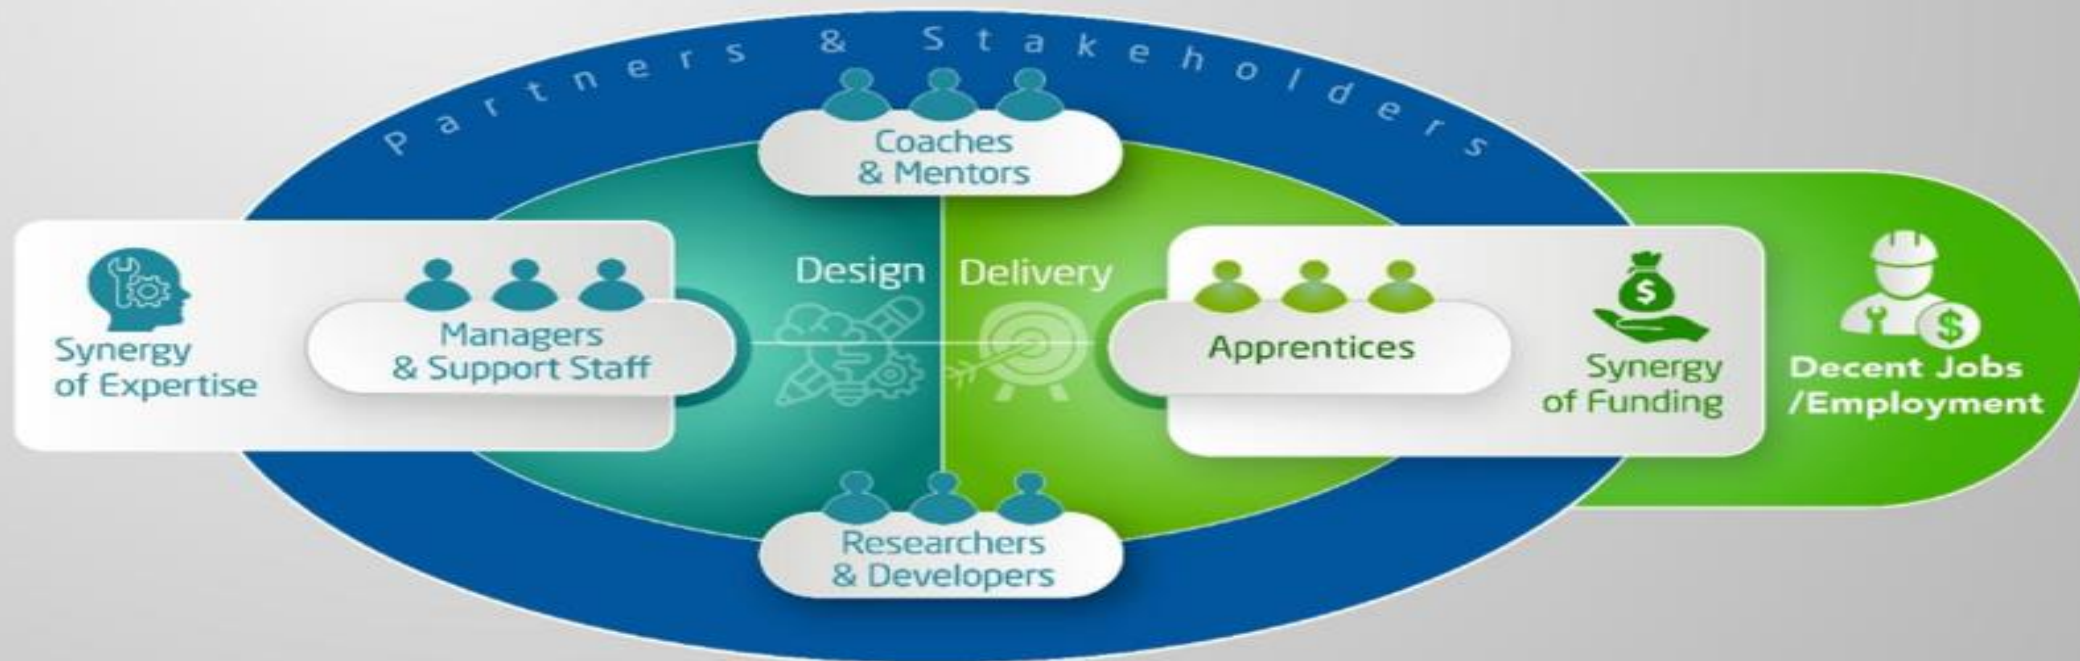 Partners & Stakeholders
Coaches
& Mentors
Design
Delivery
Synergy
of Expertise
Managers
& Support Staff
Apprentices
$
Synergy
of Funding
$
Decent Jobs
/Employment
Researchers
& Developers